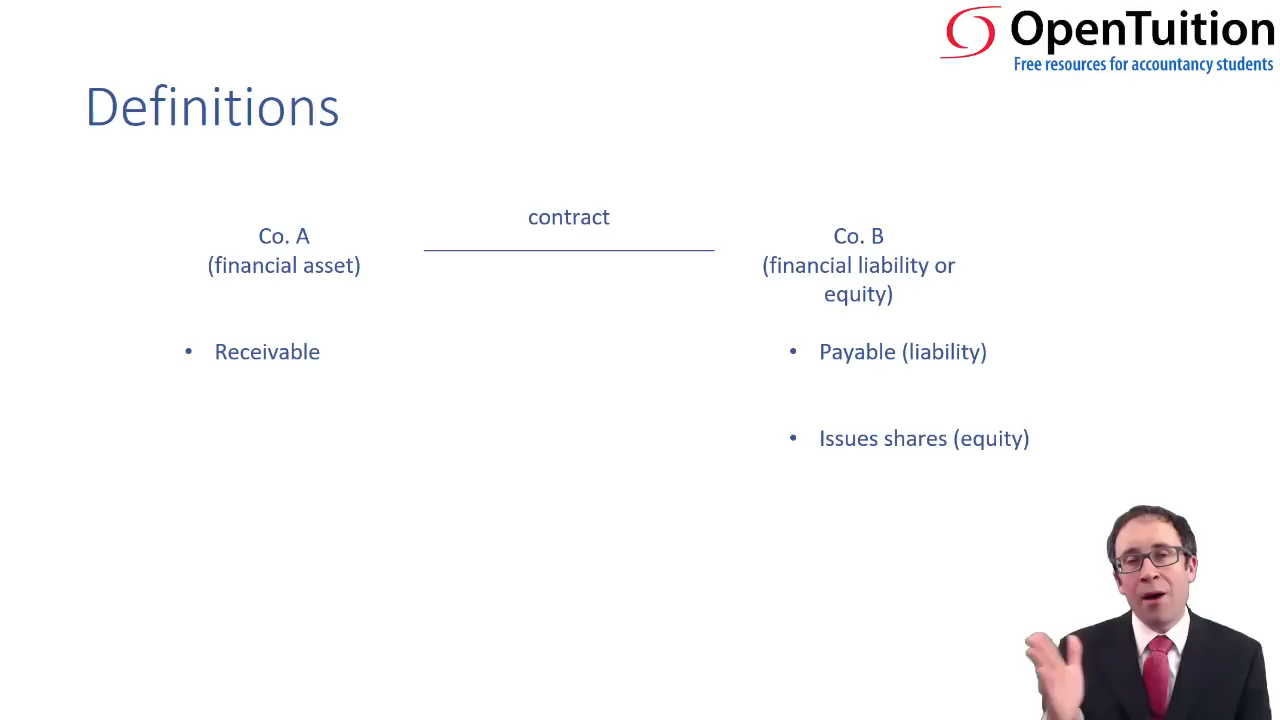 OpenTuition
Free resources for accountancy students
Definitions
contract
Co. A
(financial asset)
Co. B
(financial liability or
equity)
• Receivable
• Payable (liability)
• Issues shares (equity)